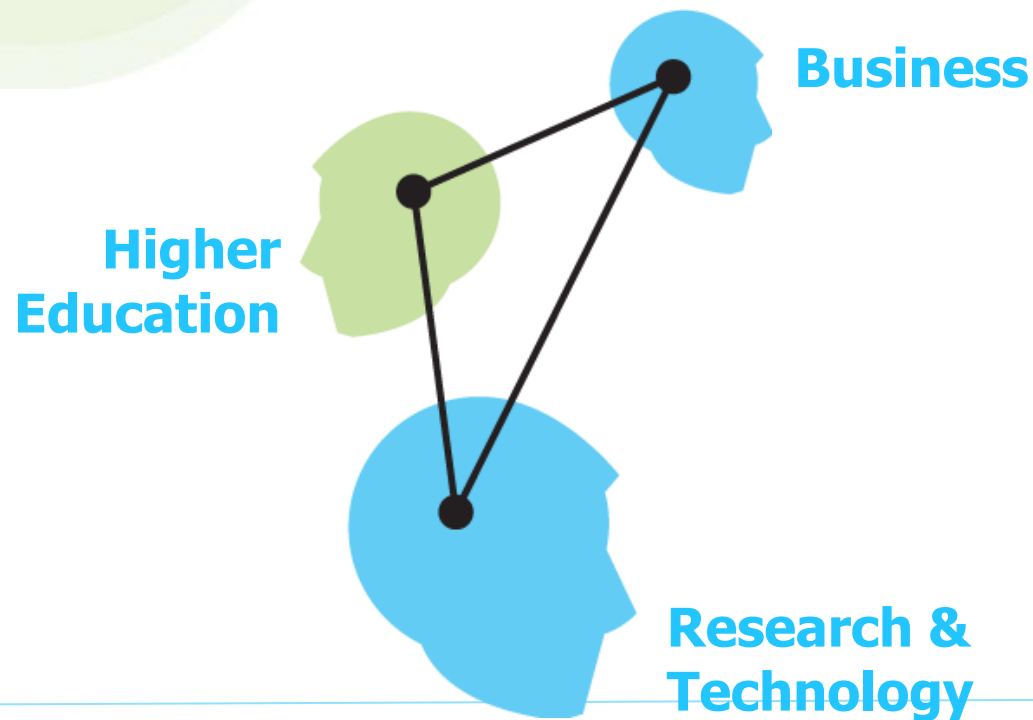 Business
Higher
Education
Research &
Technology